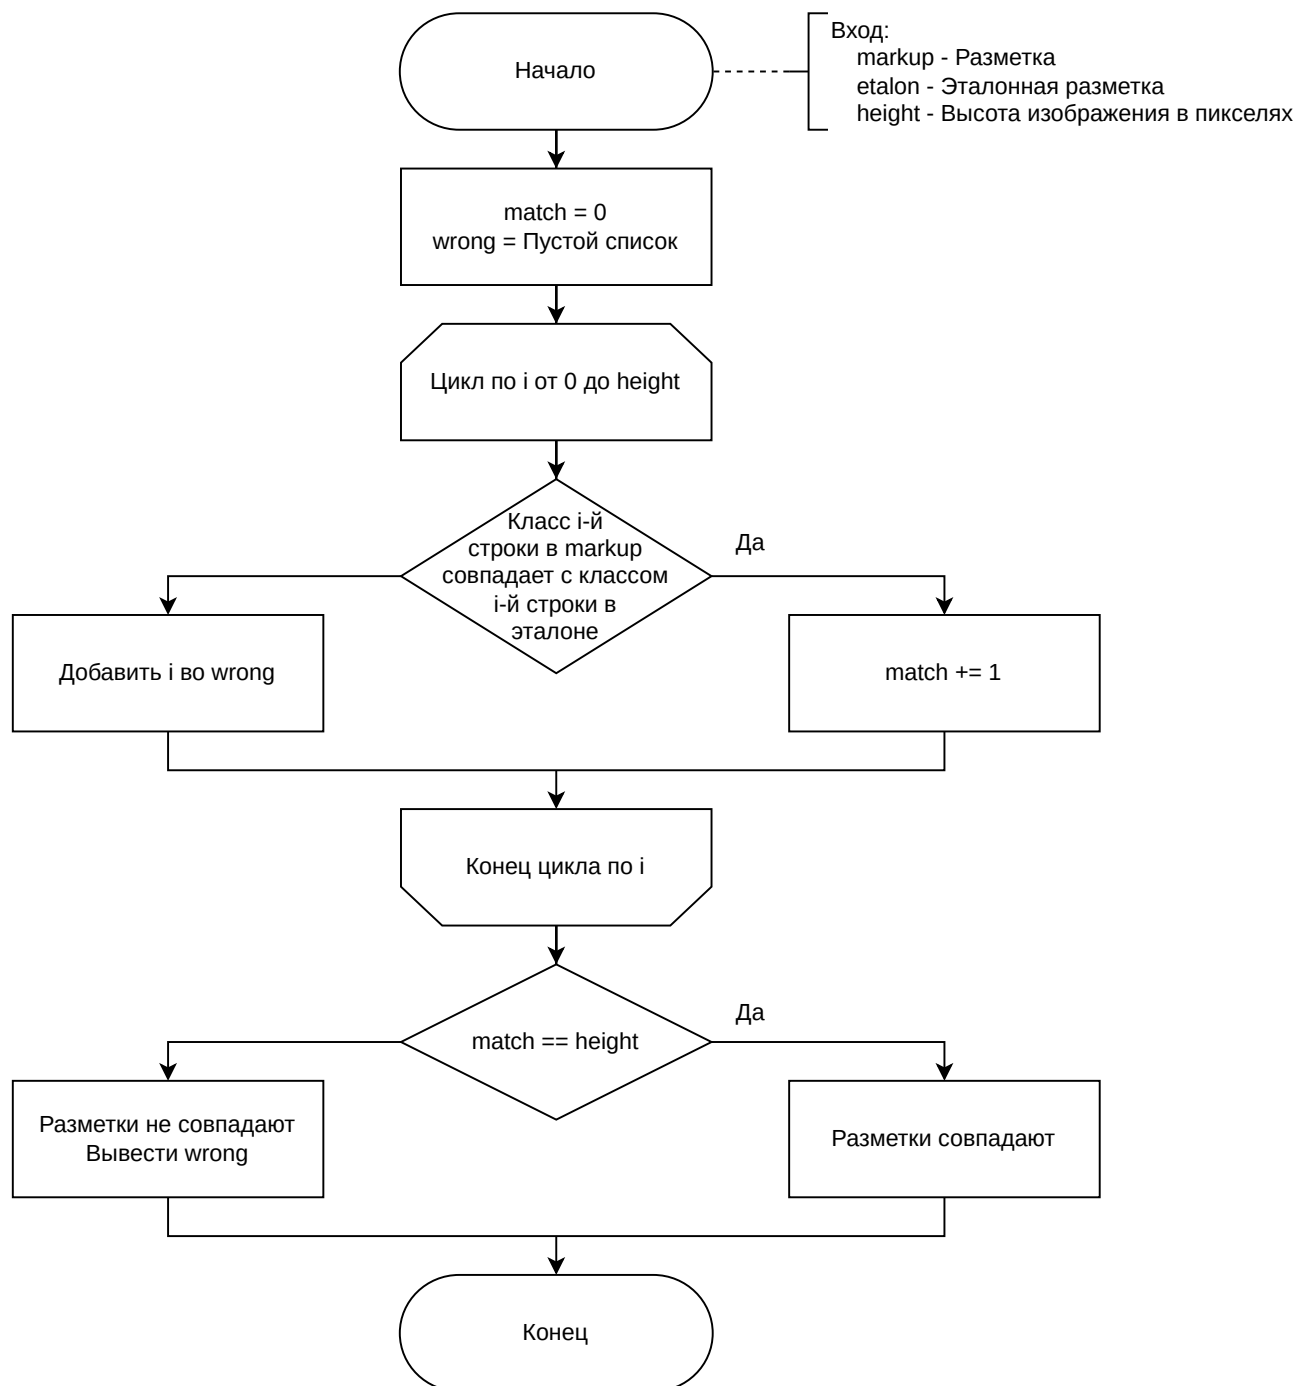 Начало
Вход:
markup - Разметка
etalon - Эталонная разметка
height - Высота изображения в пикселях
match = 0
wrong = Пустой список
Цикл по i от 0 до height
Класс i-й
строки в markup
совпадает с классом
i-й строки в
эталоне
Да
Добавить i во wrong
match += 1
Конец цикла по i
match == height
Да
Разметки не совпадают
Вывести wrong
Разметки совпадают
Конец